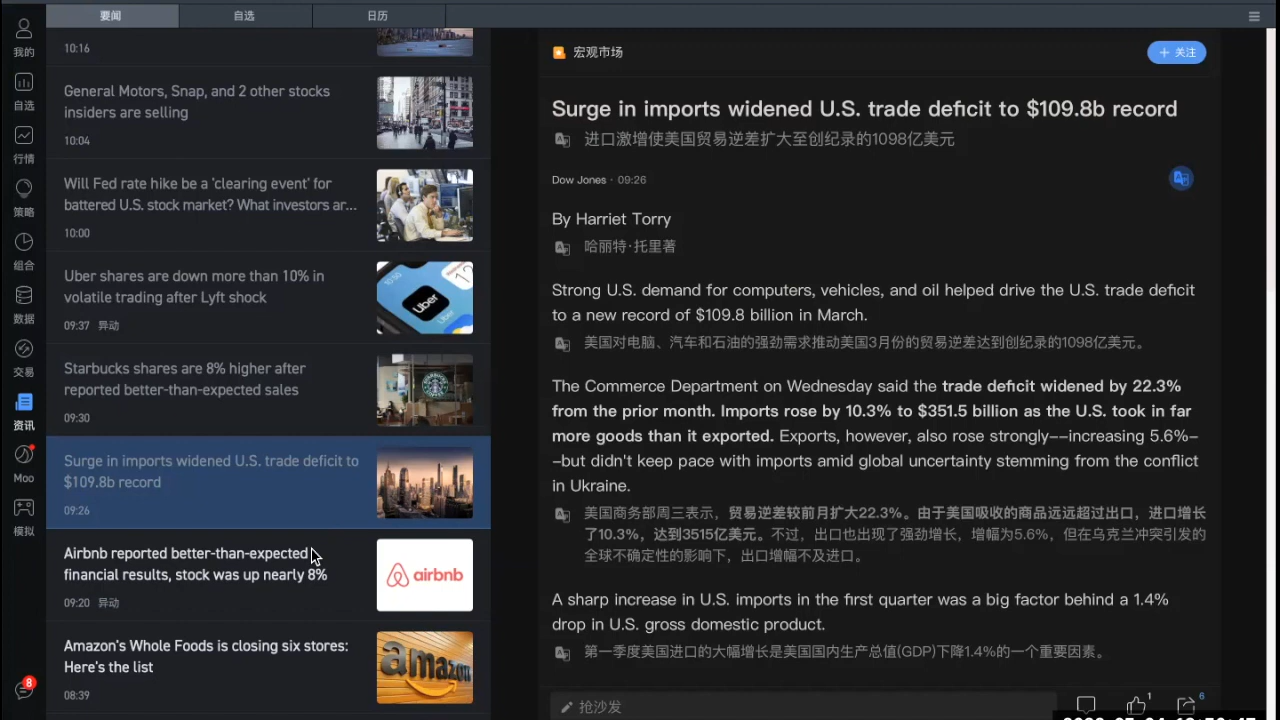 要闻
自选
日历
我的
自选
行情
策略
组合
数据
交易
资讯
Moo
模拟
8
10:16
General Motors, Snap, and 2 other stocks
insiders are selling
10:04
Will Fed rate hike be a 'clearing event' for
battered U.S. stock market? What investors ar...
10:00
Uber shares are down more than 10% in
volatile trading after Lyft shock
09:37 异动
Uber
Starbucks shares are 8% higher after
reported better-than-expected sales
09:30
Surge in imports widened U.S. trade deficit to
$109.8b record
09:26
Airbnb reported better-than-expected
financial results, stock was up nearly 8%
09:20 异动
airbnb
Amazon's Whole Foods is closing six stores:
Here's the list
08:39
amazon
宏观市场
+ 关注
Surge in imports widened U.S. trade deficit to $109.8b record
进口激增使美国贸易逆差扩大至创纪录的1098亿美元
Dow Jones · 09:26
By Harriet Torry
哈丽特·托里著
Strong U.S. demand for computers, vehicles, and oil helped drive the U.S. trade deficit
to a new record of $109.8 billion in March.
美国对电脑、汽车和石油的强劲需求推动美国3月份的贸易逆差达到创纪录的1098亿美元。
The Commerce Department on Wednesday said the trade deficit widened by 22.3%
from the prior month. Imports rose by 10.3% to $351.5 billion as the U.S. took in far
more goods than it exported. Exports, however, also rose strongly--increasing 5.6%-
-but didn't keep pace with imports amid global uncertainty stemming from the conflict
in Ukraine.
美国商务部周三表示，贸易逆差较前月扩大22.3%。由于美国吸收的商品远远超过出口，进口增长
了10.3%，达到3515亿美元。不过，出口也出现了强劲增长，增幅为5.6%，但在乌克兰冲突引发的
全球不确定性的影响下，出口增幅不及进口。
A sharp increase in U.S. imports in the first quarter was a big factor behind a 1.4%
drop in U.S. gross domestic product.
第一季度美国进口的大幅增长是美国国内生产总值(GDP)下降1.4%的一个重要因素。
抢沙发
1
6